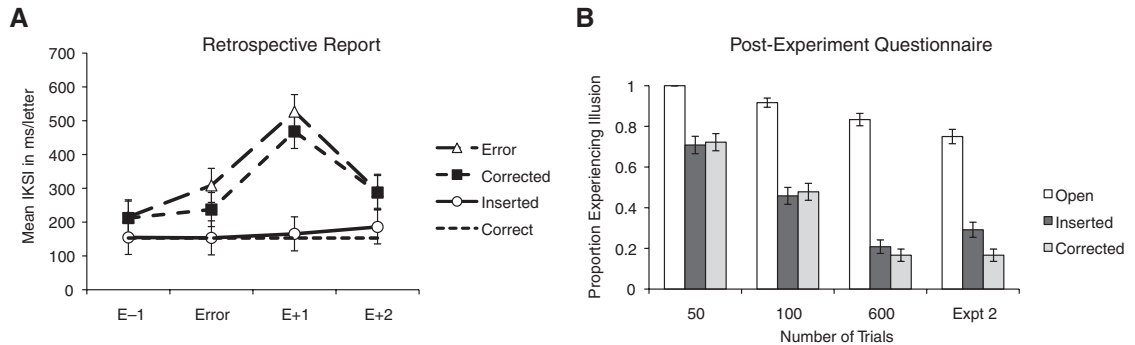 A
Retrospective Report
Mean IKSI in ms/letter
700
600
500
400
300
200
100
0
E−1 Error E+1 E+2
Error
Corrected
Inserted
Correct
B
Post-Experiment Questionnaire
Proportion Experiencing Illusion
1
0.8
0.6
0.4
0.2
0
50 100 600 Expt 2
Number of Trials
Open
Inserted
Corrected